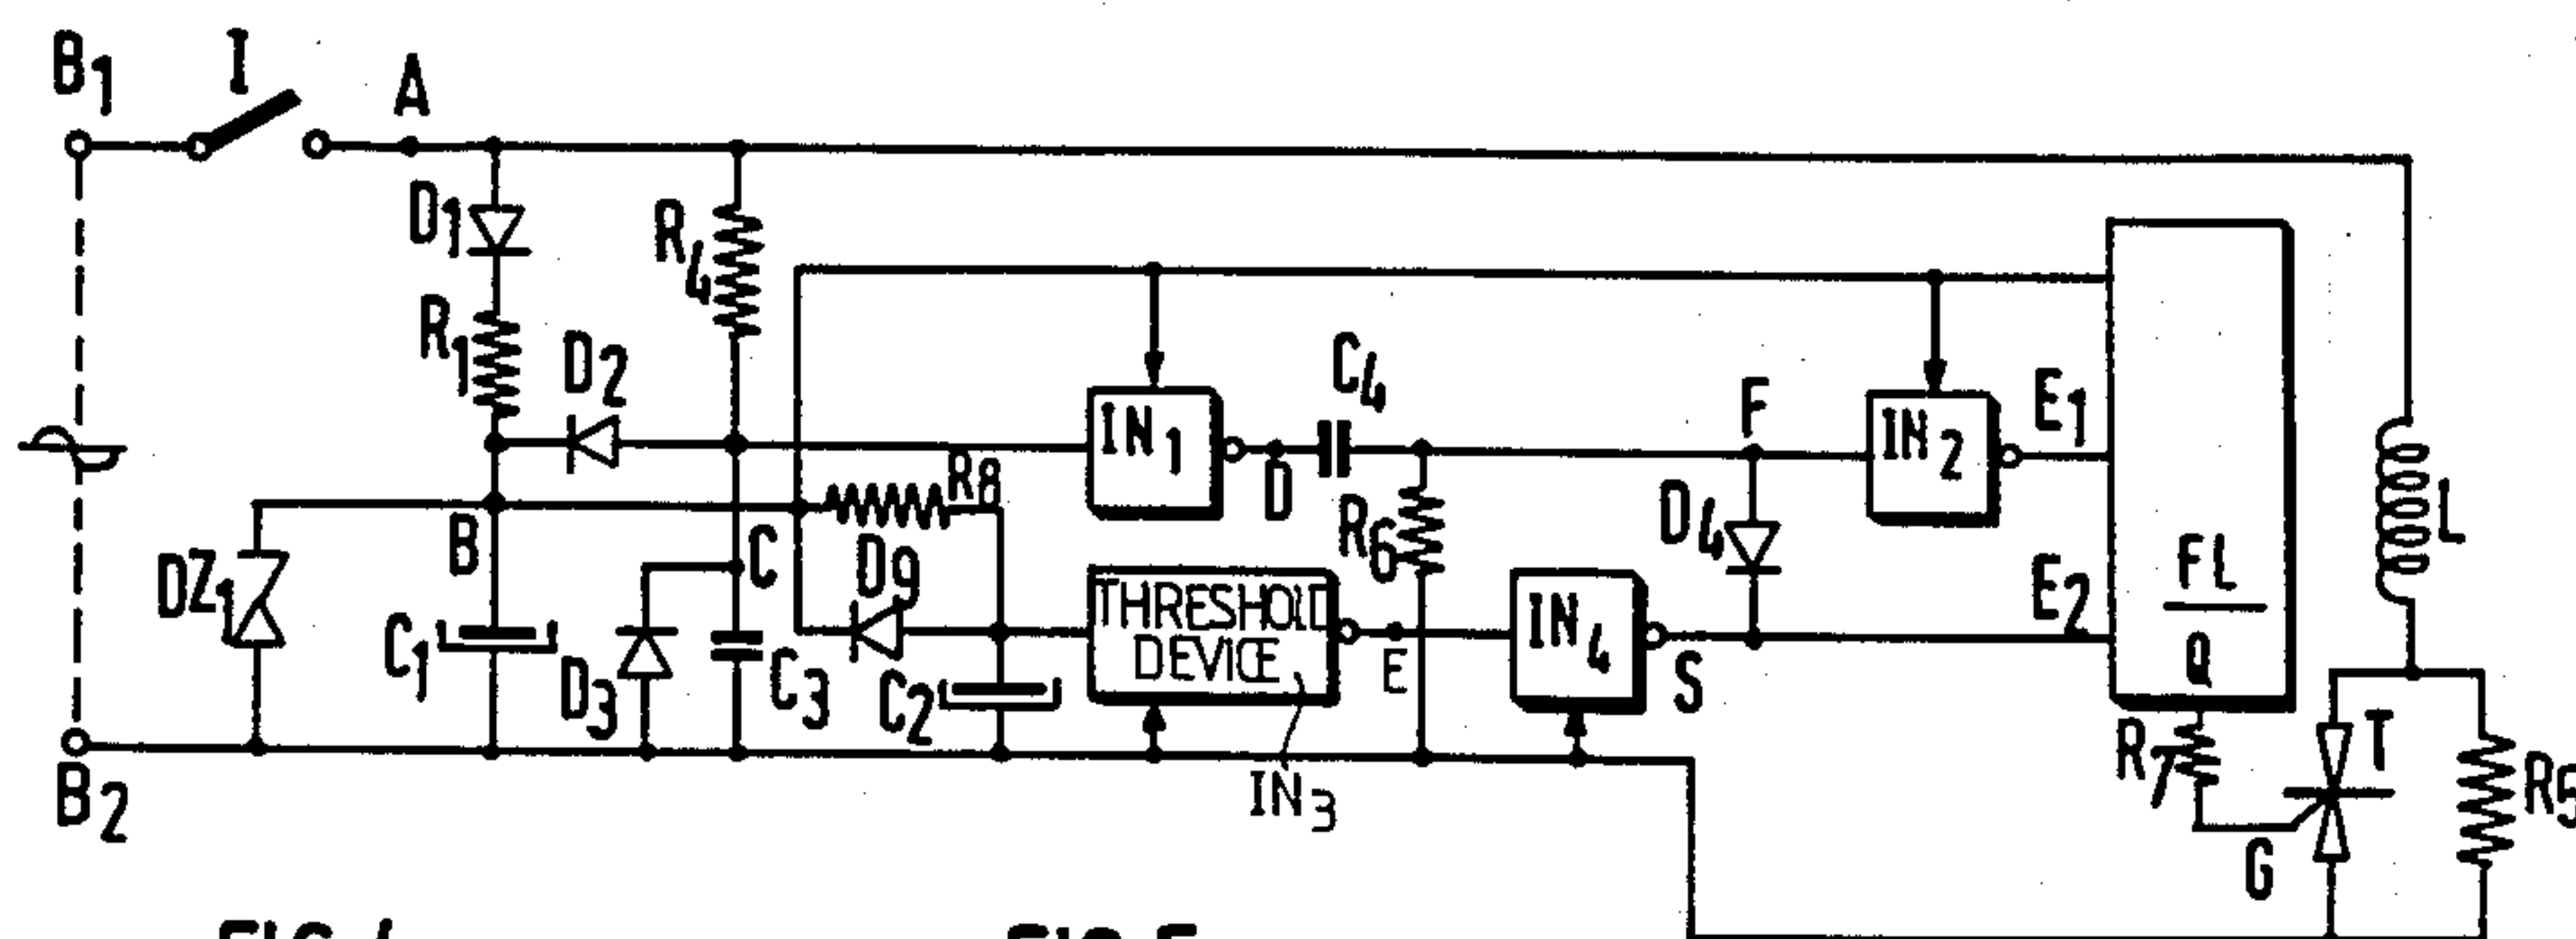 B1 I A
D1
R4
R1
D2
C4
F
IN1
IN2
E1
D
R8
B
DZ1
C
D9
R6
D4
FL
L
C1
D3
C3
C2
THRESHOLD
DEVICE
E
IN4
S
E2
Q
B2
IN3
R7
T
R5
G